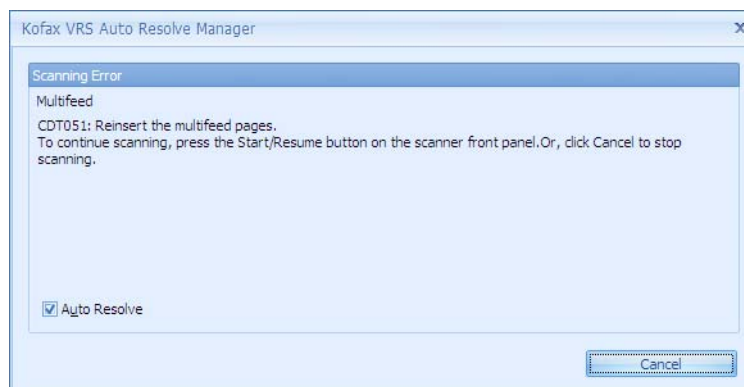 Kofax VRS Auto Resolve Manager
Scanning Error
Multifeed
CDT051: Reinsert the multifeed pages.
To continue scanning, press the Start/Resume button on the scanner front panel.Or, click Cancel to stop
scanning.
Auto Resolve
Cancel